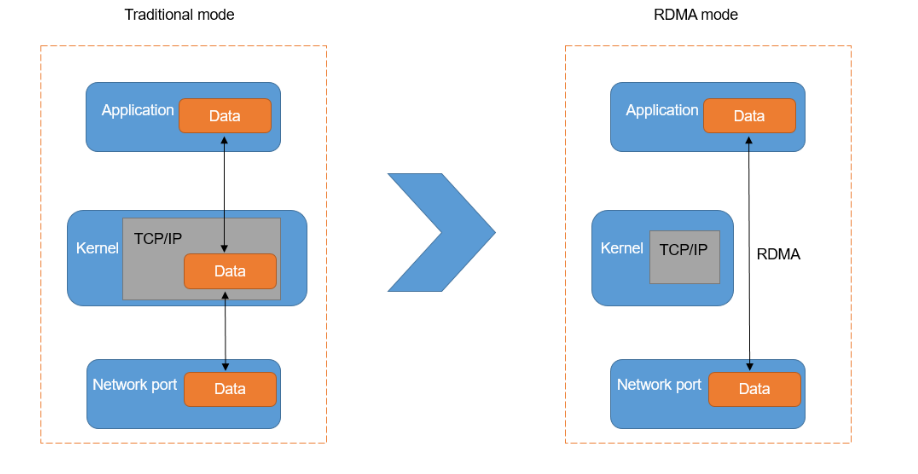 Traditional mode
Application
Data
Kernel
TCP/IP
Data
Network port
Data
RDMA mode
Application
Data
Kernel
TCP/IP
RDMA
Network port
Data